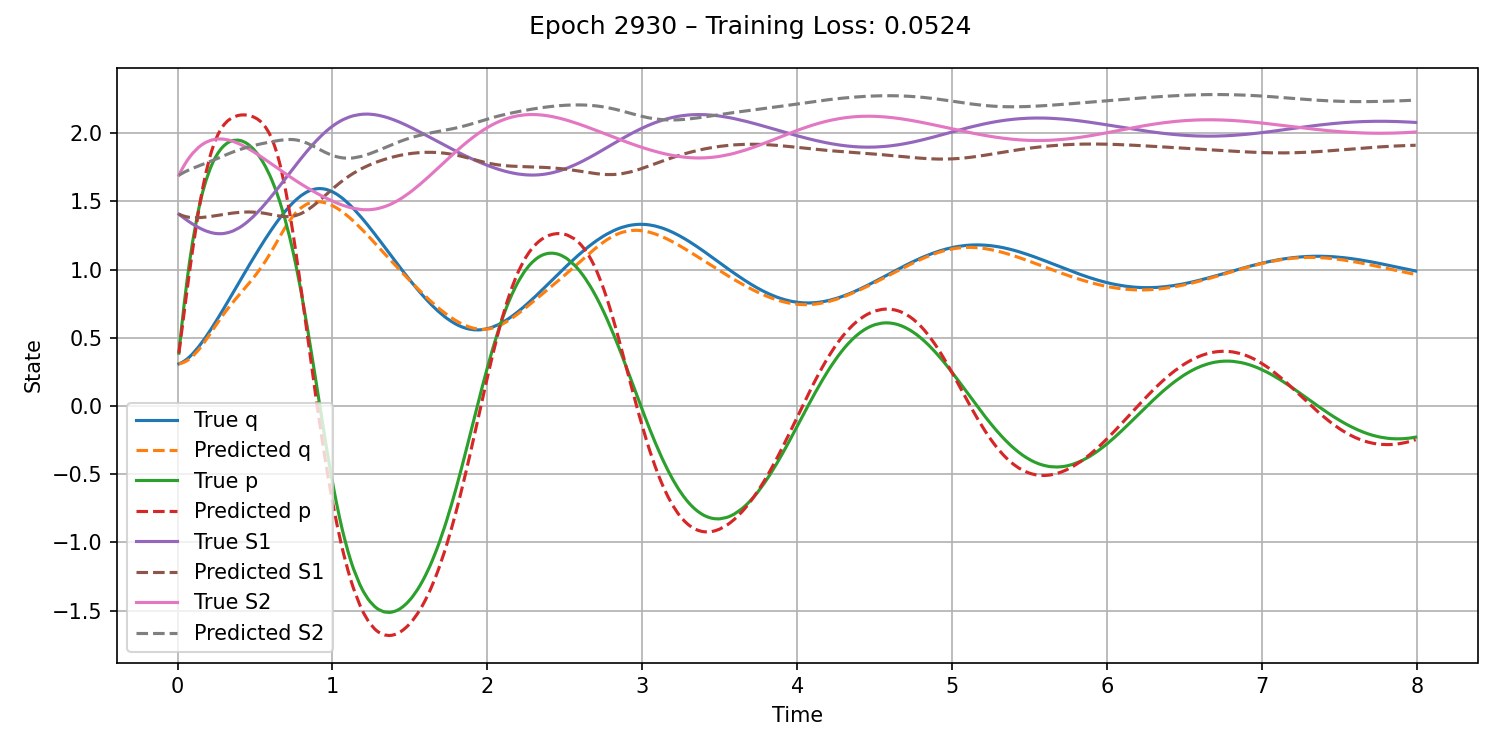 Epoch 2930 – Training Loss: 0.0524
2.0
1.5
1.0
0.5
0.0
−0.5
−1.0
−1.5
State
True q
Predicted q
True p
Predicted p
True S1
Predicted S1
True S2
Predicted S2
0 1 2 3 4 5 6 7 8
Time